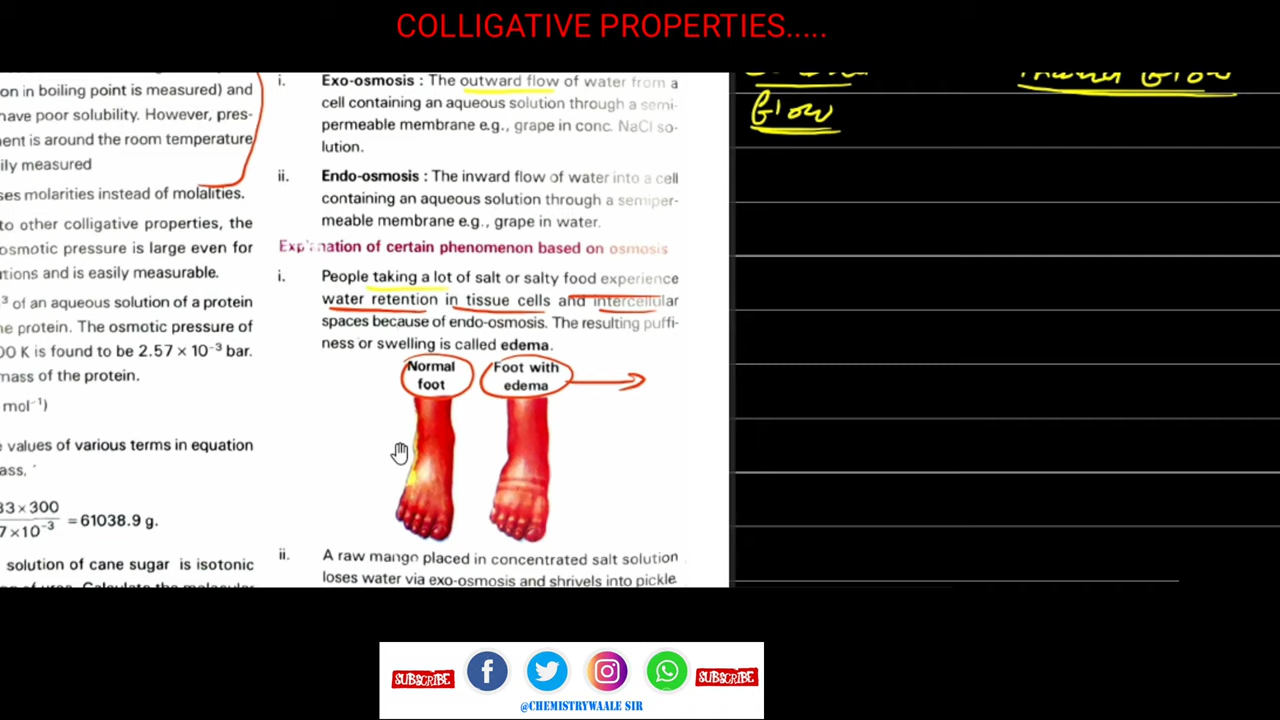 COLLIGATIVE PROPERTIES.....
on in boiling point is measured) and
have poor solubility. However, pres-
nent is around the room temperature
ily measured
ses molarities instead of molalities.
to other colligative properties, the
osmotic pressure is large even for
utions and is easily measurable.
³ of an aqueous solution of a protein
he protein. The osmotic pressure of
00 K is found to be 2.57 × 10⁻³ bar.
mass of the protein.
mol⁻¹)
values of various terms in equation
ass,
33 × 300
7 × 10⁻³
= 61038.9 g.
solution of cane sugar is isotonic
i. Exo-osmosis : The outward flow of water from a
cell containing an aqueous solution through a semi-
permeable membrane e.g., grape in conc. NaCl so-
lution.
ii. Endo-osmosis : The inward flow of water into a cell
containing an aqueous solution through a semiper-
meable membrane e.g., grape in water.
Explanation of certain phenomenon based on osmosis
i. People taking a lot of salt or salty food experience
water retention in tissue cells and intercellular
spaces because of endo-osmosis. The resulting puffi-
ness or swelling is called edema.
Normal
foot
Foot with
edema
ii. A raw mango placed in concentrated salt solution
loses water via exo-osmosis and shrivels into pickle
flow
flow
SUBSCRIBE
SUBSCRIBE
@CHEMISTRYWAALE SIR